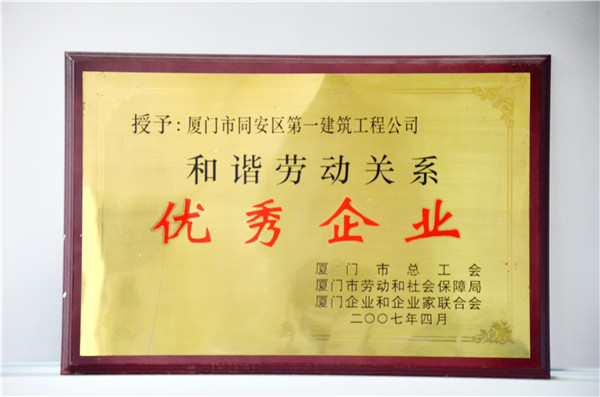 授予:厦门市同安区第一建筑工程公司
和谐劳动关系
优秀企业
厦门市总工会
厦门市劳动和社会保障局
厦门企业和企业家联合会
二〇〇七年四月